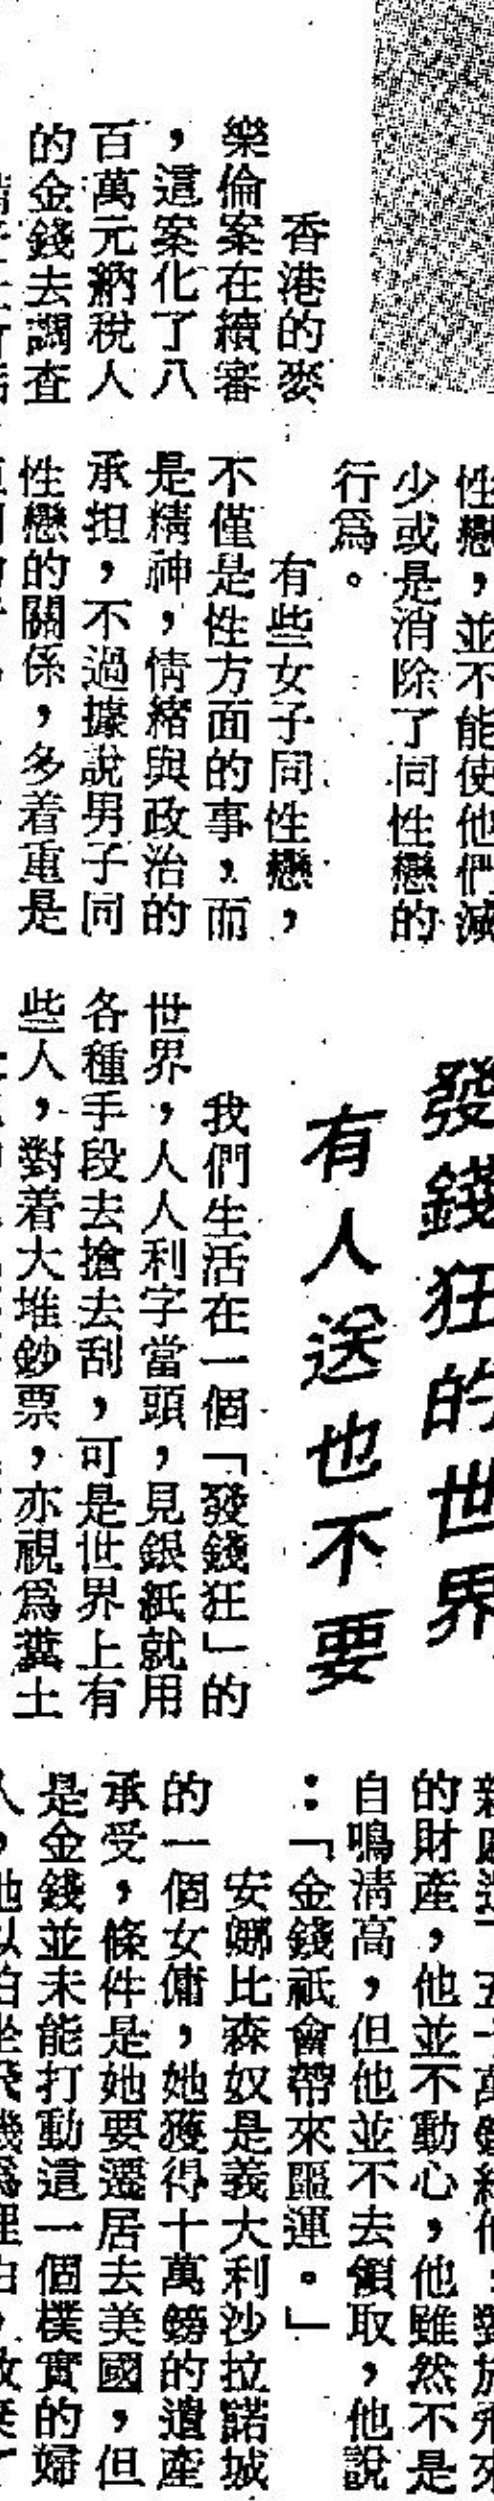 香港的麥
樂倫案在續審
，這案化了八
百萬元納稅人
的金錢去調查
性戀，並不能使他們減
少或是消除了同性戀的
行爲。
有些女子同性戀，
不僅是性方面的事，而
是精神，情緒與政治的
承担，不過據說男子同
性戀的關係，多着重是
發錢狂的世界
有人送也不要
我們生活在一個「發錢狂」的
世界，人人利字當頭，見銀紙就用
各種手段去搶去刮，可是世界上有
些人，對着大堆鈔票，亦視爲糞土
的財產，他並不動心，他雖然不是
自鳴淸高，但他並不去領取，他說
：「金錢祇會帶來噩運。」
安娜比森奴是義大利沙拉諾城
的一個女傭，她獲得十萬鎊的遺產
承受，條件是她要遷居去美國，但
是金錢並未能打動這一個樸實的婦